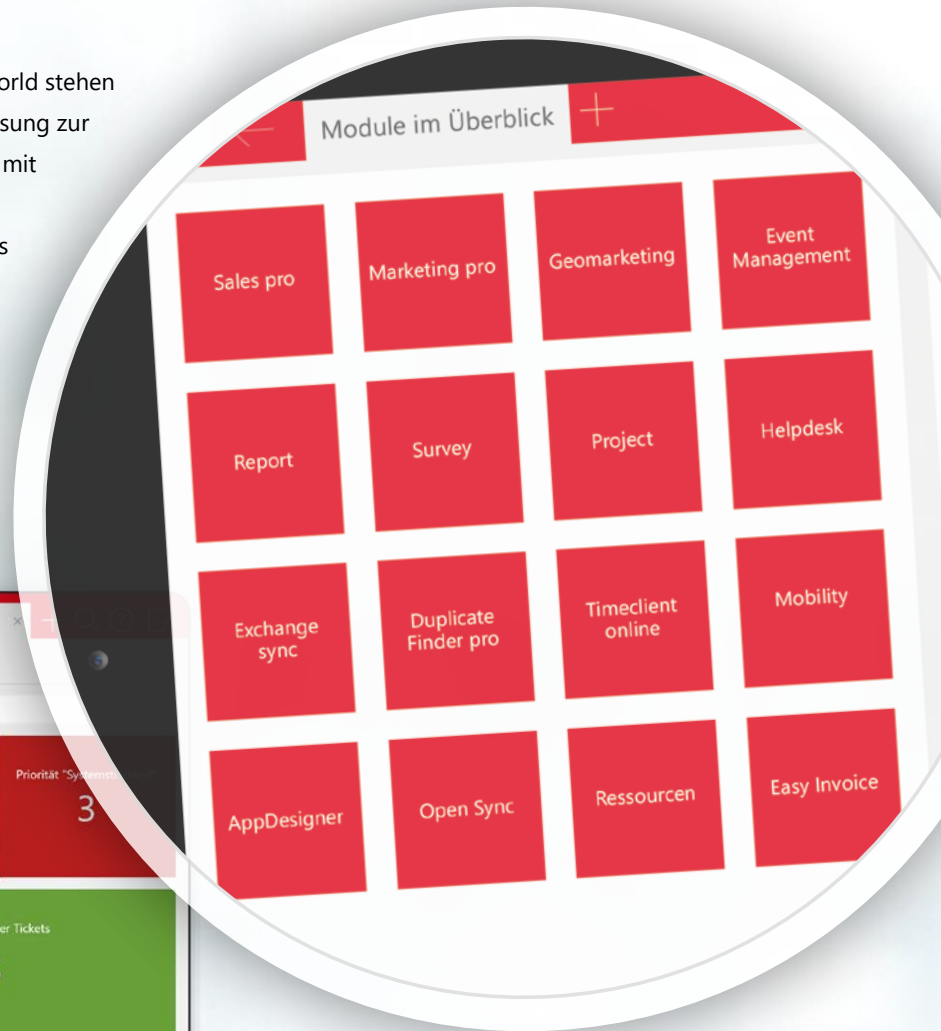 orld stehen
sung zur
mit
s
Module im Überblick
Sales pro
Marketing pro
Geomarketing
Event
Management
Report
Survey
Project
Helpdesk
Exchange
sync
Duplicate
Finder pro
Timeclient
online
Mobility
AppDesigner
Open Sync
Ressourcen
Easy Invoice
Priorität
3
er Tickets